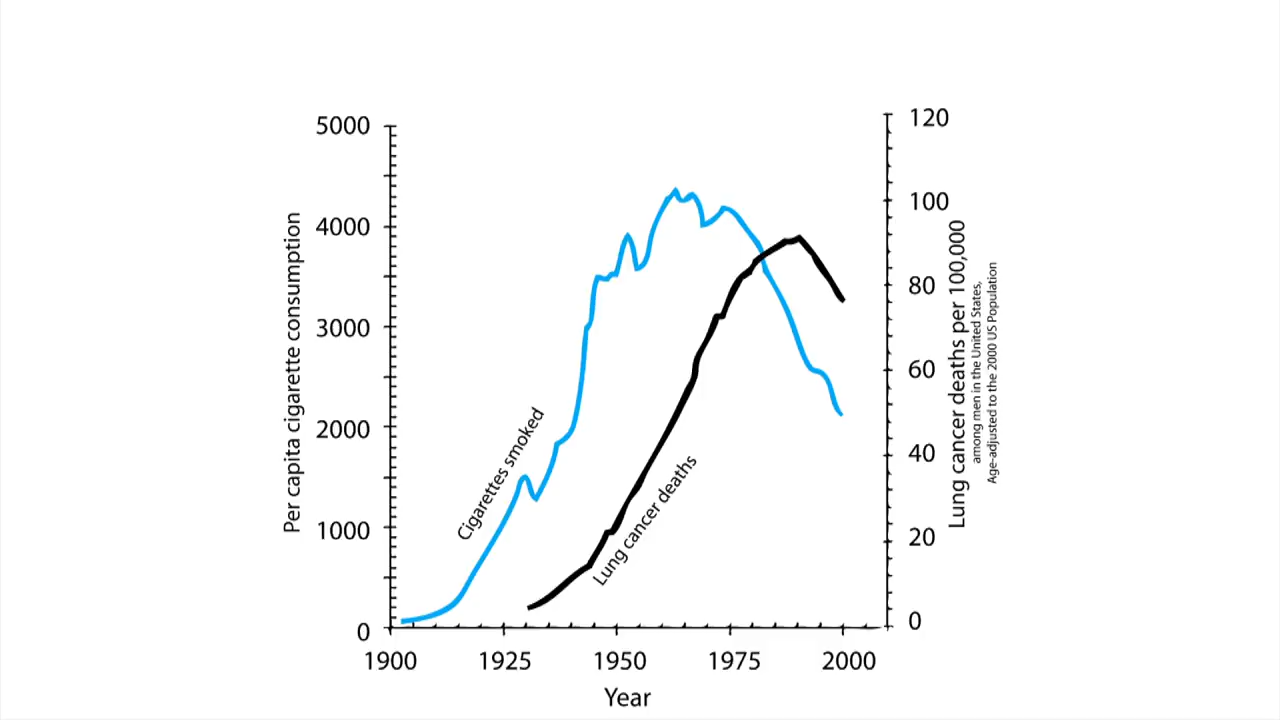 5000
4000
3000
2000
1000
0
Per capita cigarette consumption
Cigarettes smoked
Lung cancer deaths
120
100
80
60
40
20
0
Lung cancer deaths per 100,000
among men in the United States,
Age-adjusted to the 2000 US Population
1900 1925 1950 1975 2000
Year